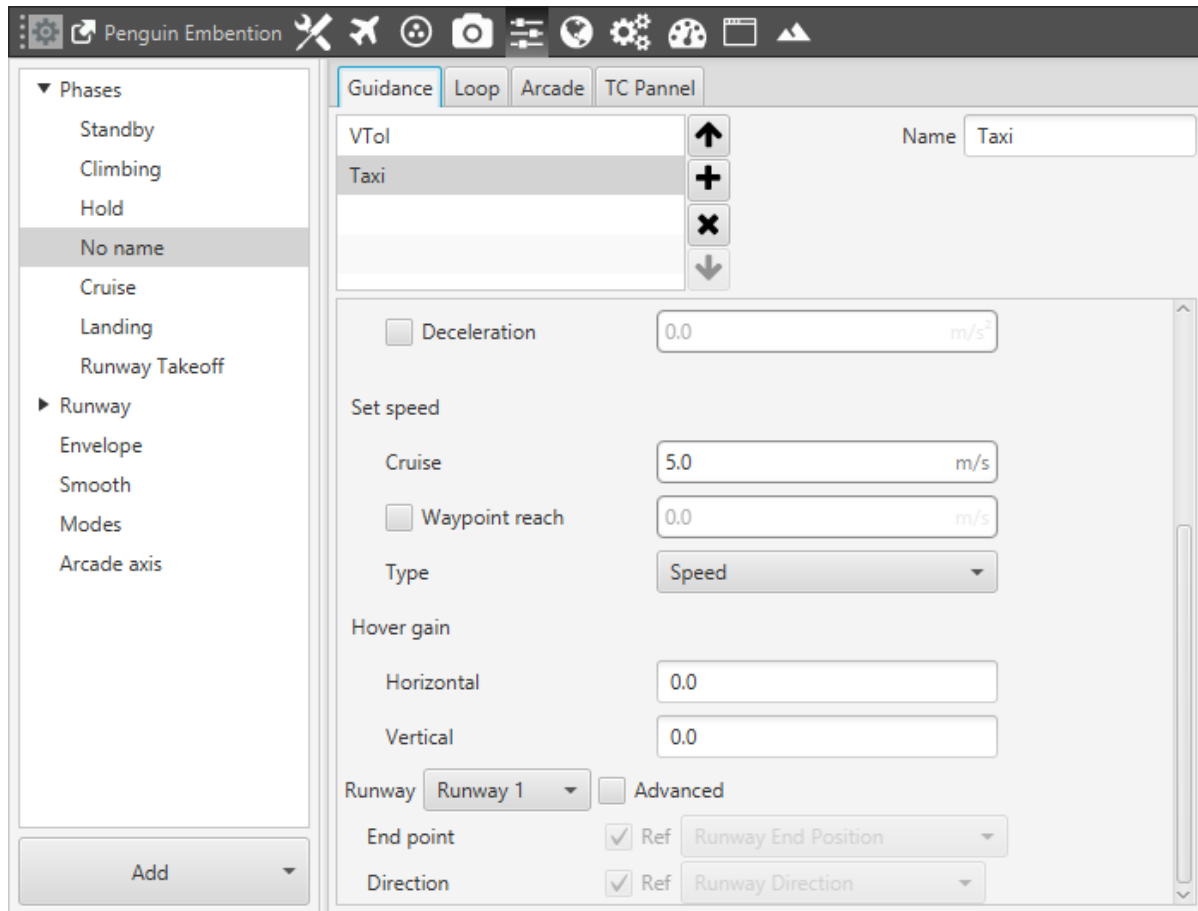 Penguin Embention
Phases
Standby
Climbing
Hold
No name
Cruise
Landing
Runway Takeoff
Runway
Envelope
Smooth
Modes
Arcade axis
Add
Guidance Loop Arcade TC Pannel
VTol
Taxi
Name Taxi
Deceleration 0.0 m/s²
Set speed
Cruise 5.0 m/s
Waypoint reach 0.0 m/s
Type Speed
Hover gain
Horizontal 0.0
Vertical 0.0
Runway Runway 1 Advanced
End point Ref Runway End Position
Direction Ref Runway Direction